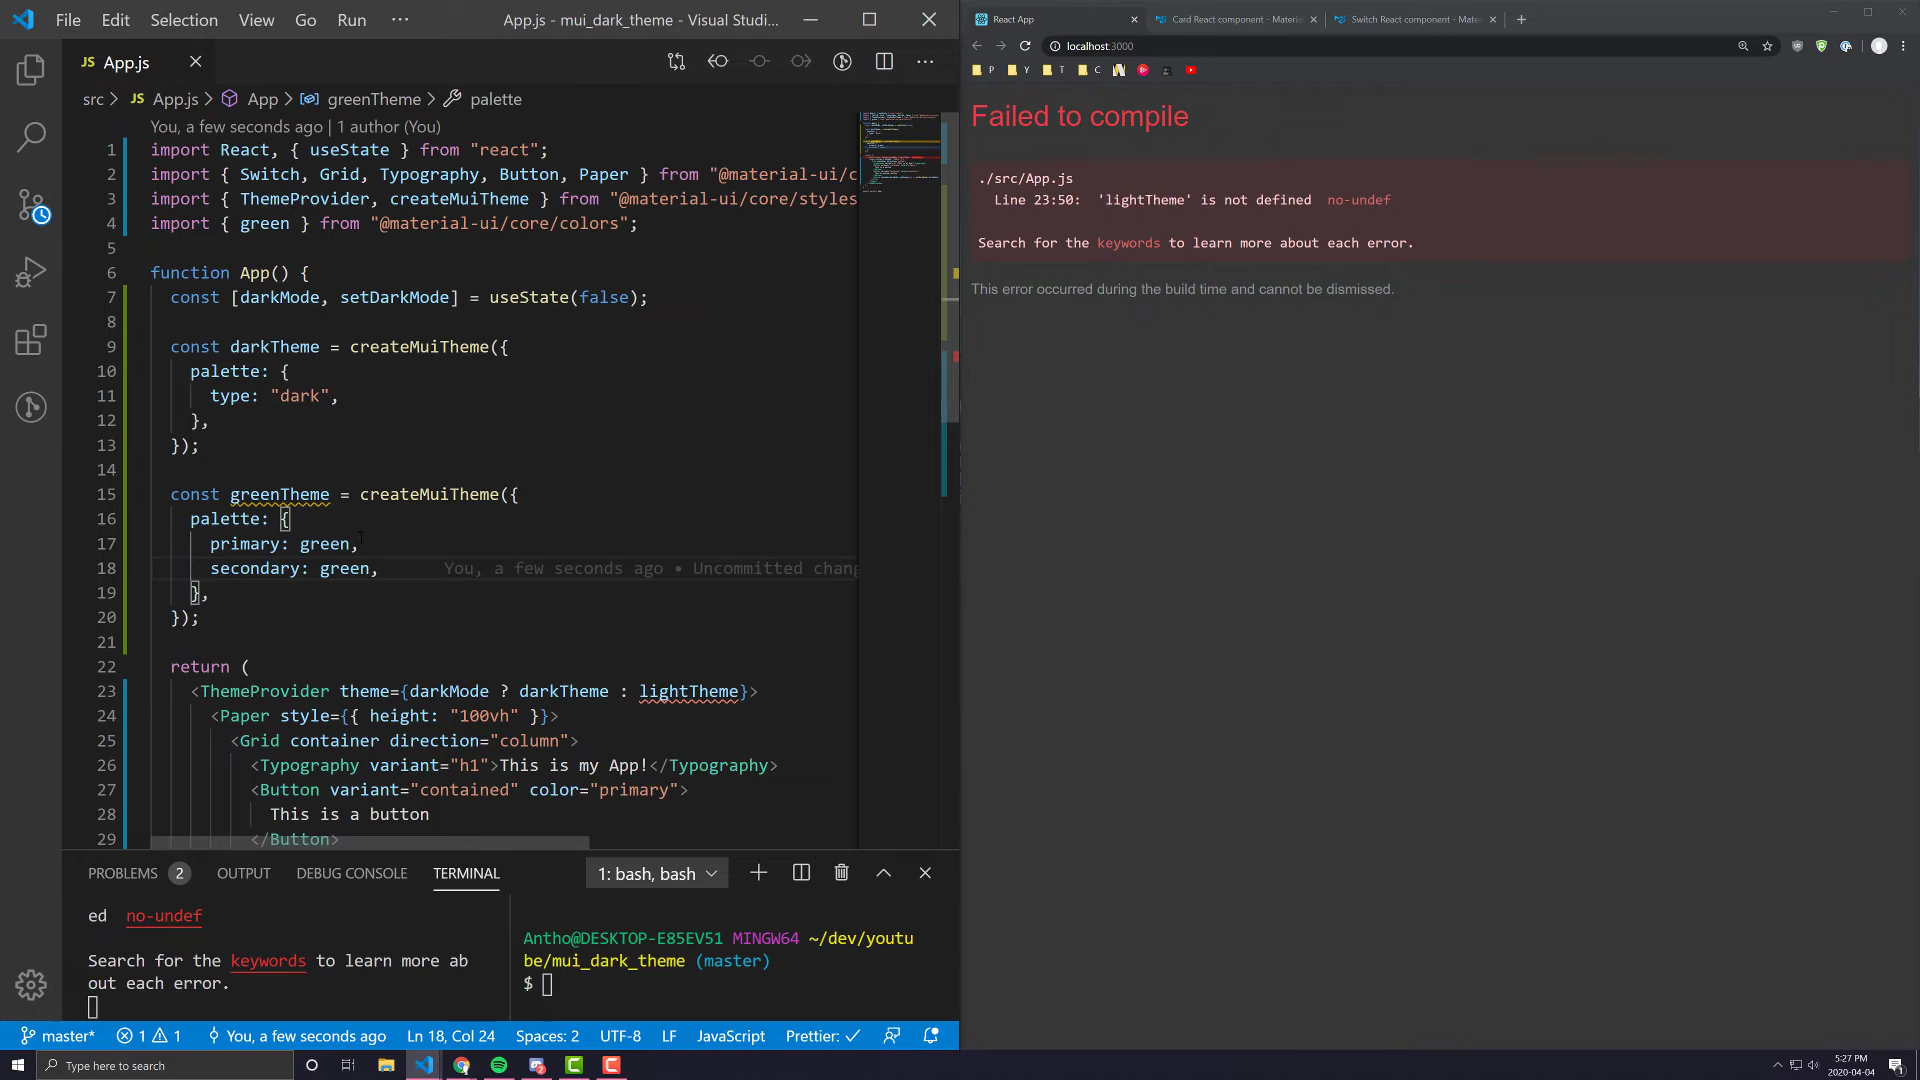 File Edit Selection View Go Run ··· App.js - mui_dark_theme - Visual Studi...
JS App.js
src > JS App.js > App > greenTheme > palette
You, a few seconds ago | 1 author (You)
1 import React, { useState } from "react";
2 import { Switch, Grid, Typography, Button, Paper } from "@material-ui/c
3 import { ThemeProvider, createMuiTheme } from "@material-ui/core/styles
4 import { green } from "@material-ui/core/colors";
5
6 function App() {
7 const [darkMode, setDarkMode] = useState(false);
8
9 const darkTheme = createMuiTheme({
10 palette: {
11 type: "dark",
12 },
13 });
14
15 const greenTheme = createMuiTheme({
16 palette: {
17 primary: green,
18 secondary: green, You, a few seconds ago • Uncommitted chang
19 },
20 });
21
22 return (
23 <ThemeProvider theme={darkMode ? darkTheme : lightTheme}>
24 <Paper style={{ height: "100vh" }}>
25 <Grid container direction="column">
26 <Typography variant="h1">This is my App!</Typography>
27 <Button variant="contained" color="primary">
28 This is a button
29 </Button>
PROBLEMS 2 OUTPUT DEBUG CONSOLE TERMINAL 1: bash, bash
ed no-undef
Search for the keywords to learn more ab
out each error.
Antho@DESKTOP-E85EV51 MINGW64 ~/dev/youtu
be/mui_dark_theme (master)
$
master* 1 1 You, a few seconds ago Ln 18, Col 24 Spaces: 2 UTF-8 LF JavaScript Prettier: ✓
React App Card React component - Material Switch React component - Mate
localhost:3000
P Y T C
Failed to compile
./src/App.js
Line 23:50: 'lightTheme' is not defined no-undef
Search for the keywords to learn more about each error.
This error occurred during the build time and cannot be dismissed.
Type here to search
5:27 PM
2020-04-04